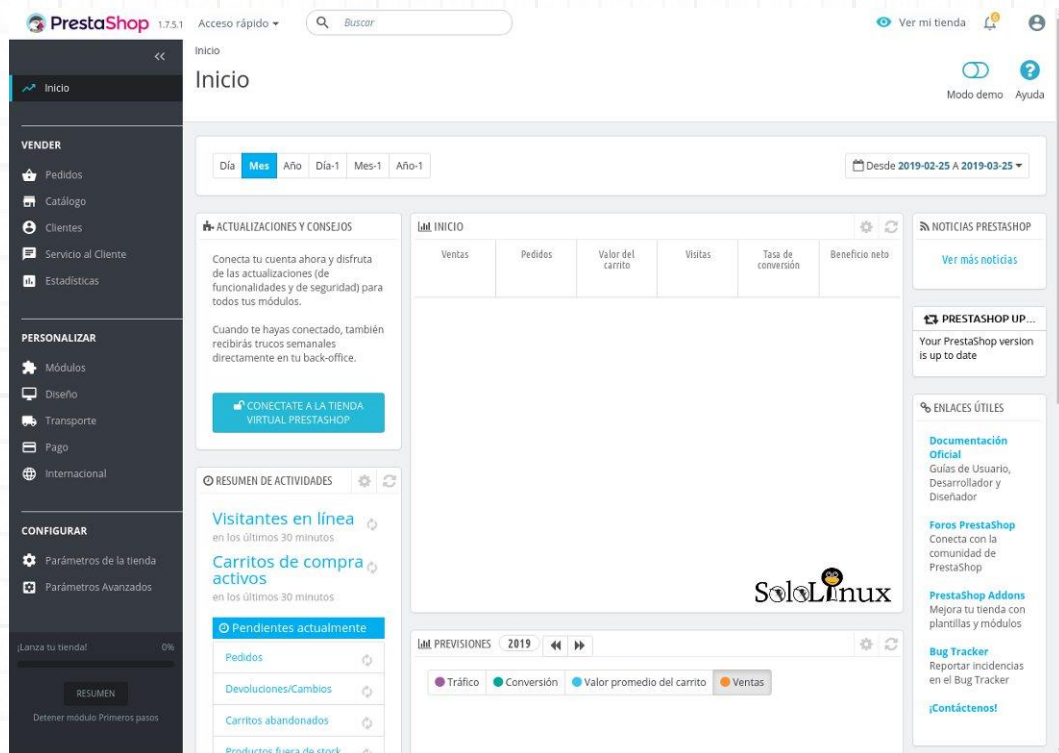 PrestaShop 1.7.5.1 Acceso rápido Buscar Ver mi tienda
Inicio
VENDER
Pedidos
Catálogo
Clientes
Servicio al Cliente
Estadísticas
PERSONALIZAR
Módulos
Diseño
Transporte
Pago
Internacional
CONFIGURAR
Parámetros de la tienda
Parámetros Avanzados
¡Lanza tu tienda! 0%
RESUMEN
Detener módulo Primeros pasos
Inicio
Inicio
Modo demo Ayuda
Día Mes Año Día-1 Mes-1 Año-1 Desde 2019-02-25 A 2019-03-25
ACTUALIZACIONES Y CONSEJOS
Conecta tu cuenta ahora y disfruta
de las actualizaciones (de
funcionalidades y de seguridad) para
todos tus módulos.
Cuando te hayas conectado, también
recibirás trucos semanales
directamente en tu back-office.
CONECTATE A LA TIENDA
VIRTUAL PRESTASHOP
RESUMEN DE ACTIVIDADES
Visitantes en línea
en los últimos 30 minutos
Carritos de compra
activos
en los últimos 30 minutos
Pendientes actualmente
Pedidos
Devoluciones/Cambios
Carritos abandonados
Productos fuera de stock
INICIO
Ventas Pedidos Valor del carrito Visitas Tasa de conversión Beneficio neto
SoloLinux
PREVISIONES 2019
Tráfico Conversión Valor promedio del carrito Ventas
NOTICIAS PRESTASHOP
Ver más noticias
PRESTASHOP UP...
Your PrestaShop version
is up to date
ENLACES ÚTILES
Documentación
Oficial
Guías de Usuario,
Desarrollador y
Diseñador
Foros PrestaShop
Conecta con la
comunidad de
PrestaShop
PrestaShop Addons
Mejora tu tienda con
plantillas y módulos
Bug Tracker
Reportar incidencias
en el Bug Tracker
¡Contáctenos!